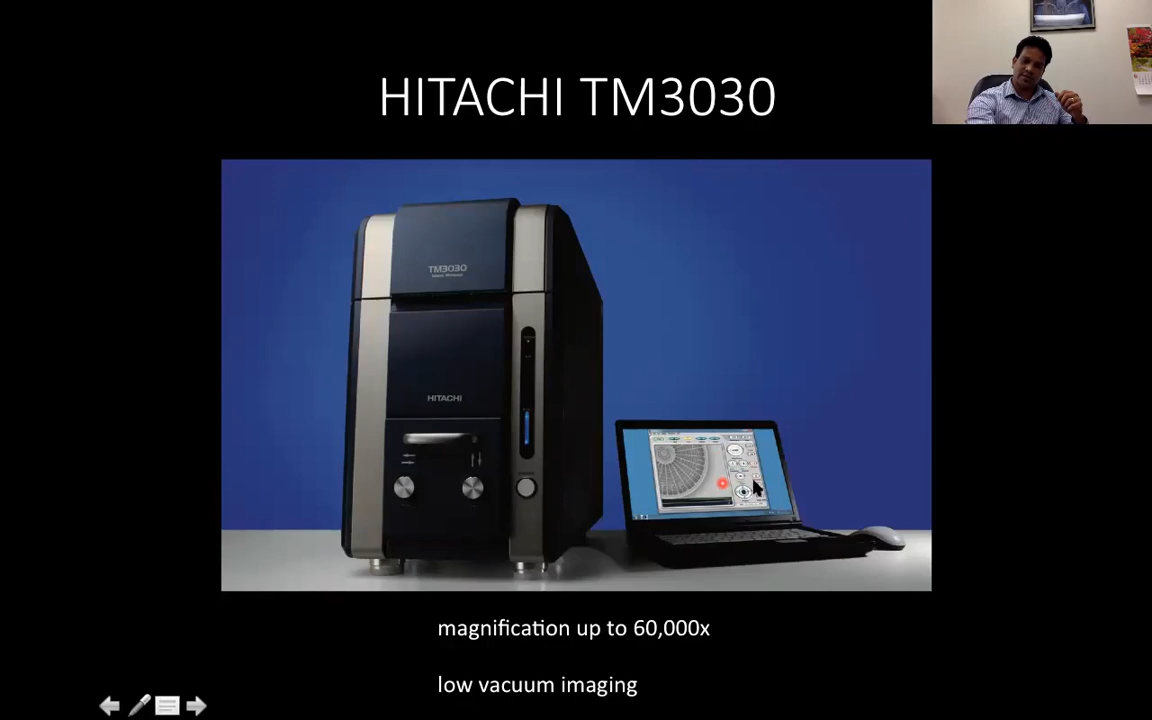 HITACHI TM3030
TM3030
HITACHI
magnification up to 60,000x
low vacuum imaging